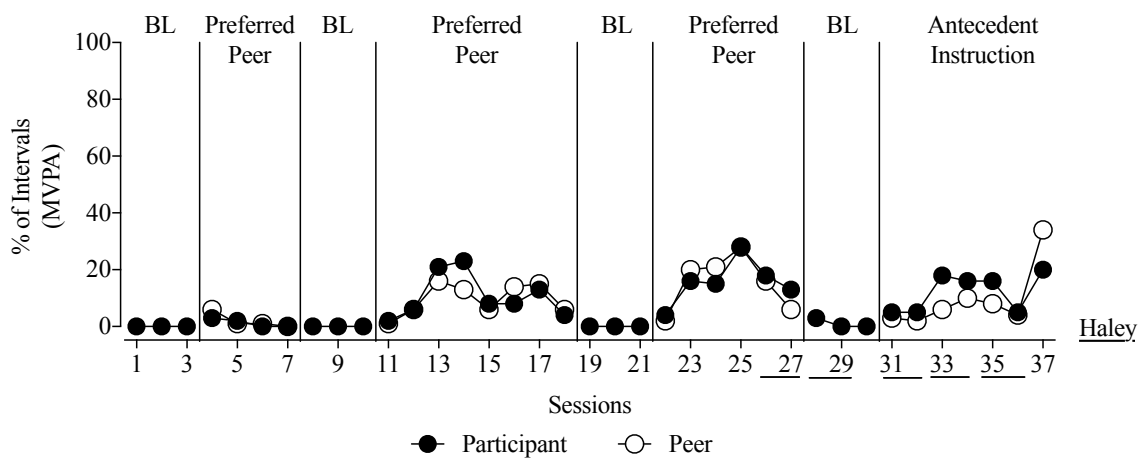 BL Preferred Peer BL Preferred Peer BL Preferred Peer BL Antecedent Instruction
100
80
60
40
20
0
% of Intervals
(MVPA)
1 3 5 7 9 11 13 15 17 19 21 23 25 27 29 31 33 35 37
Haley
Sessions
Participant Peer